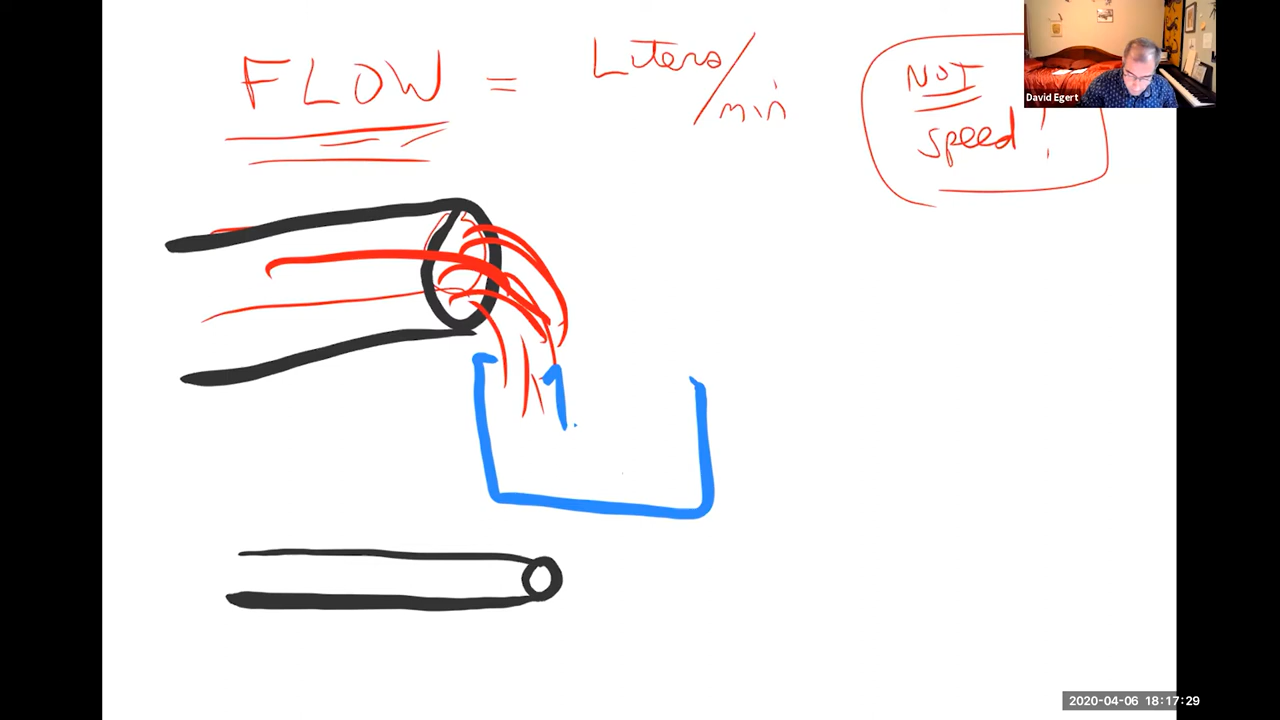 FLOW = Liters/min
NOT
speed!
David Egert
2020-04-06 18:17:29